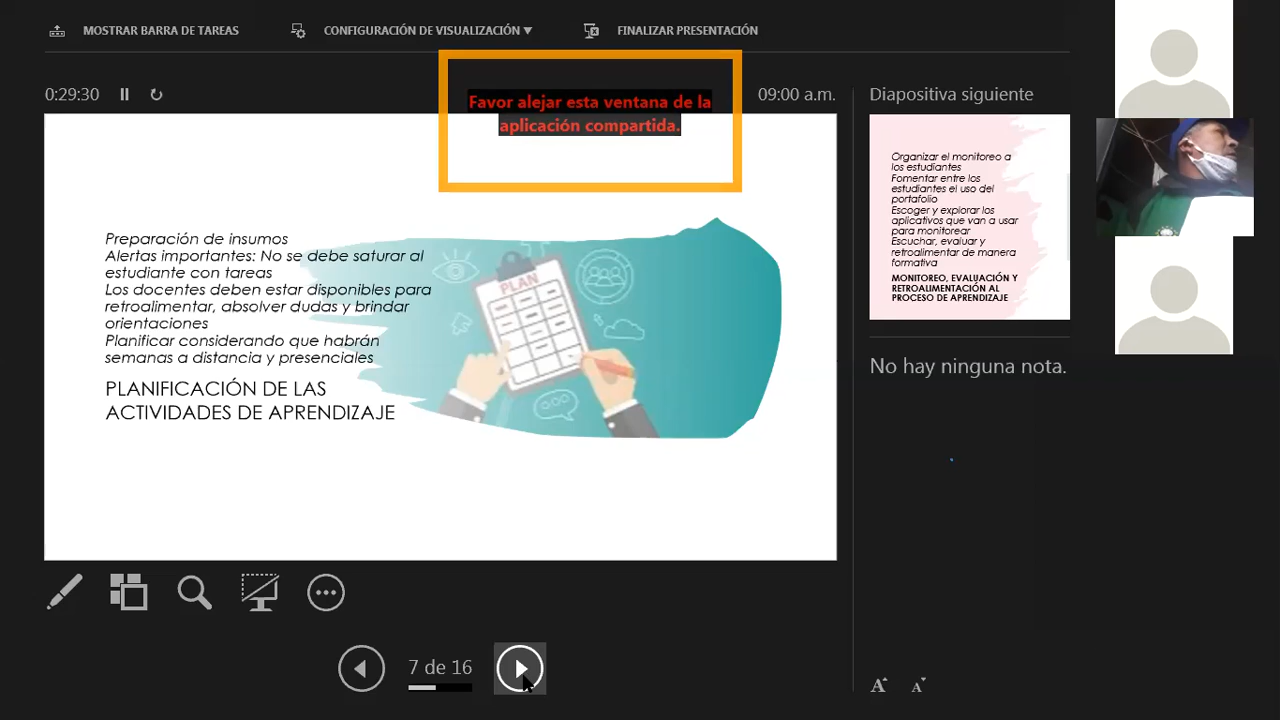 MOSTRAR BARRA DE TAREAS
CONFIGURACIÓN DE VISUALIZACIÓN ▼
FINALIZAR PRESENTACIÓN
0:29:30
09:00 a.m.
Favor alejar esta ventana de la
aplicación compartida.
Preparación de insumos
Alertas importantes: No se debe saturar al
estudiante con tareas
Los docentes deben estar disponibles para
retroalimentar, absolver dudas y brindar
orientaciones
Planificar considerando que habrán
semanas a distancia y presenciales
PLANIFICACIÓN DE LAS
ACTIVIDADES DE APRENDIZAJE
PLAN
Diapositiva siguiente
Organizar el monitoreo a
los estudiantes
Fomentar entre los
estudiantes el uso del
portafolio
Escoger y explorar los
aplicativos que van a usar
para monitorear
Escuchar, evaluar y
retroalimentar de manera
formativa
MONITOREO, EVALUACIÓN Y
RETROALIMENTACIÓN AL
PROCESO DE APRENDIZAJE
No hay ninguna nota.
7 de 16
A A